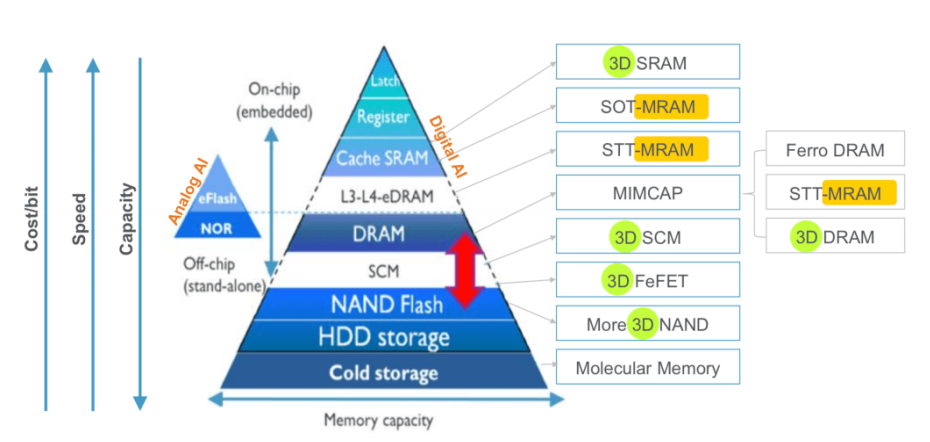 Cost/bit
Speed
Capacity
On-chip
(embedded)
Analog AI
eFlash
NOR
Off-chip
(stand-alone)
Latch
Register
Cache SRAM
L3-L4-eDRAM
DRAM
SCM
NAND Flash
HDD storage
Cold storage
Digital AI
Memory capacity
3D SRAM
SOT-MRAM
STT-MRAM
MIMCAP
3D SCM
3D FeFET
More 3D NAND
Molecular Memory
Ferro DRAM
STT-MRAM
3D DRAM